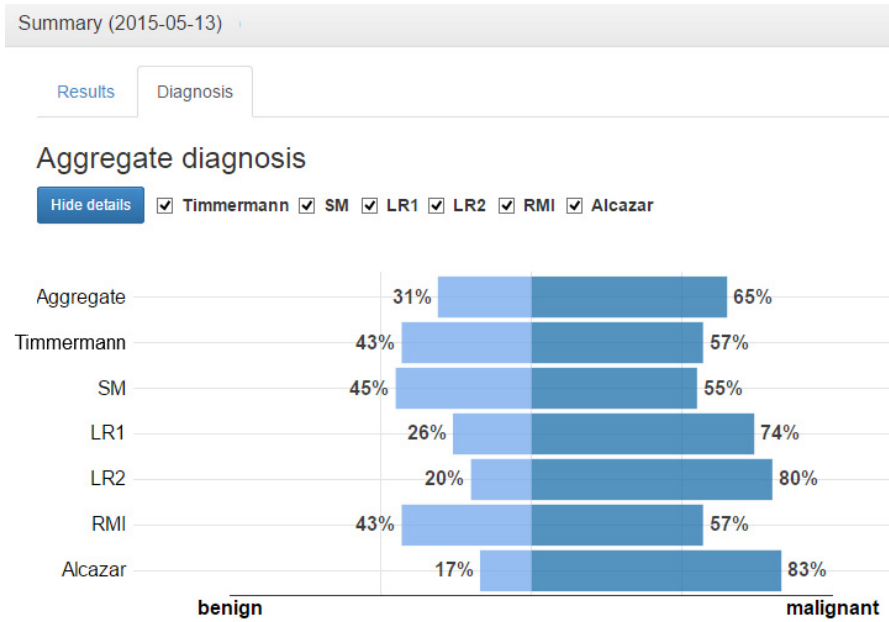 Summary (2015-05-13)
Results Diagnosis
Aggregate diagnosis
Hide details Timmermann SM LR1 LR2 RMI Alcazar
Aggregate 31% 65%
Timmermann 43% 57%
SM 45% 55%
LR1 26% 74%
LR2 20% 80%
RMI 43% 57%
Alcazar 17% 83%
benign malignant